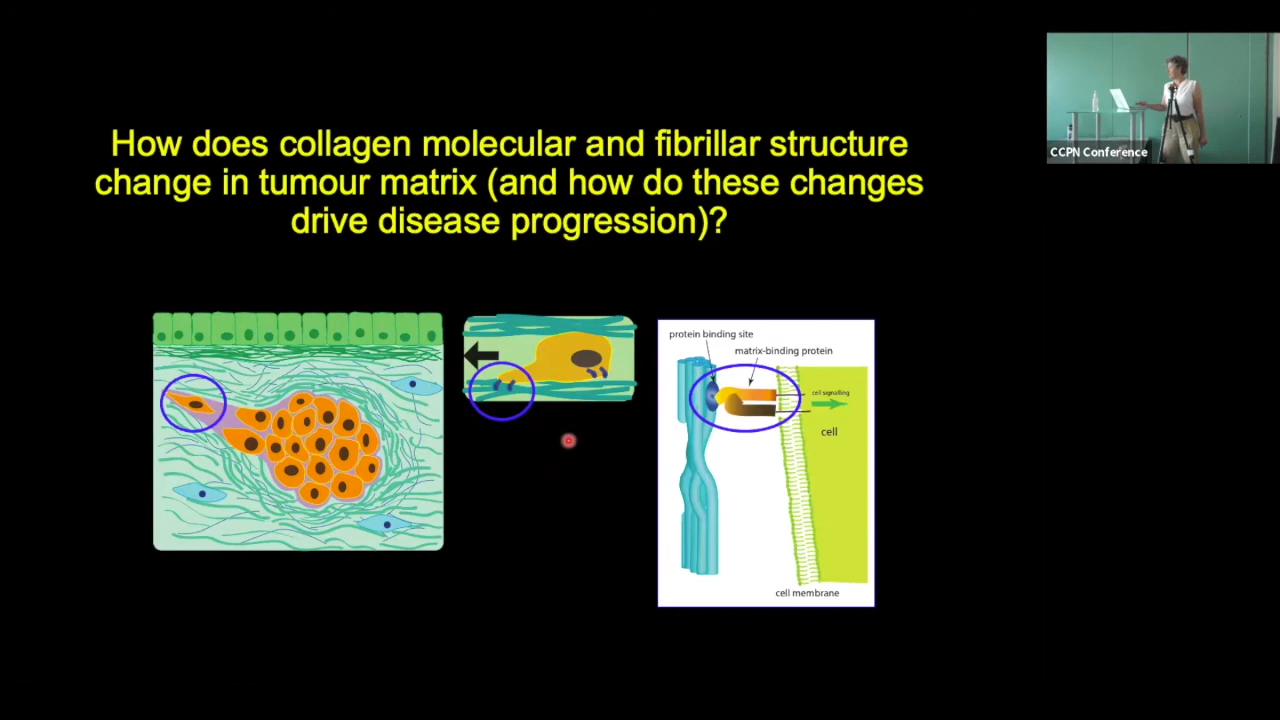 How does collagen molecular and fibrillar structure
change in tumour matrix (and how do these changes
drive disease progression)?
CCPN Conference
protein binding site
matrix-binding protein
cell signalling
cell
cell membrane